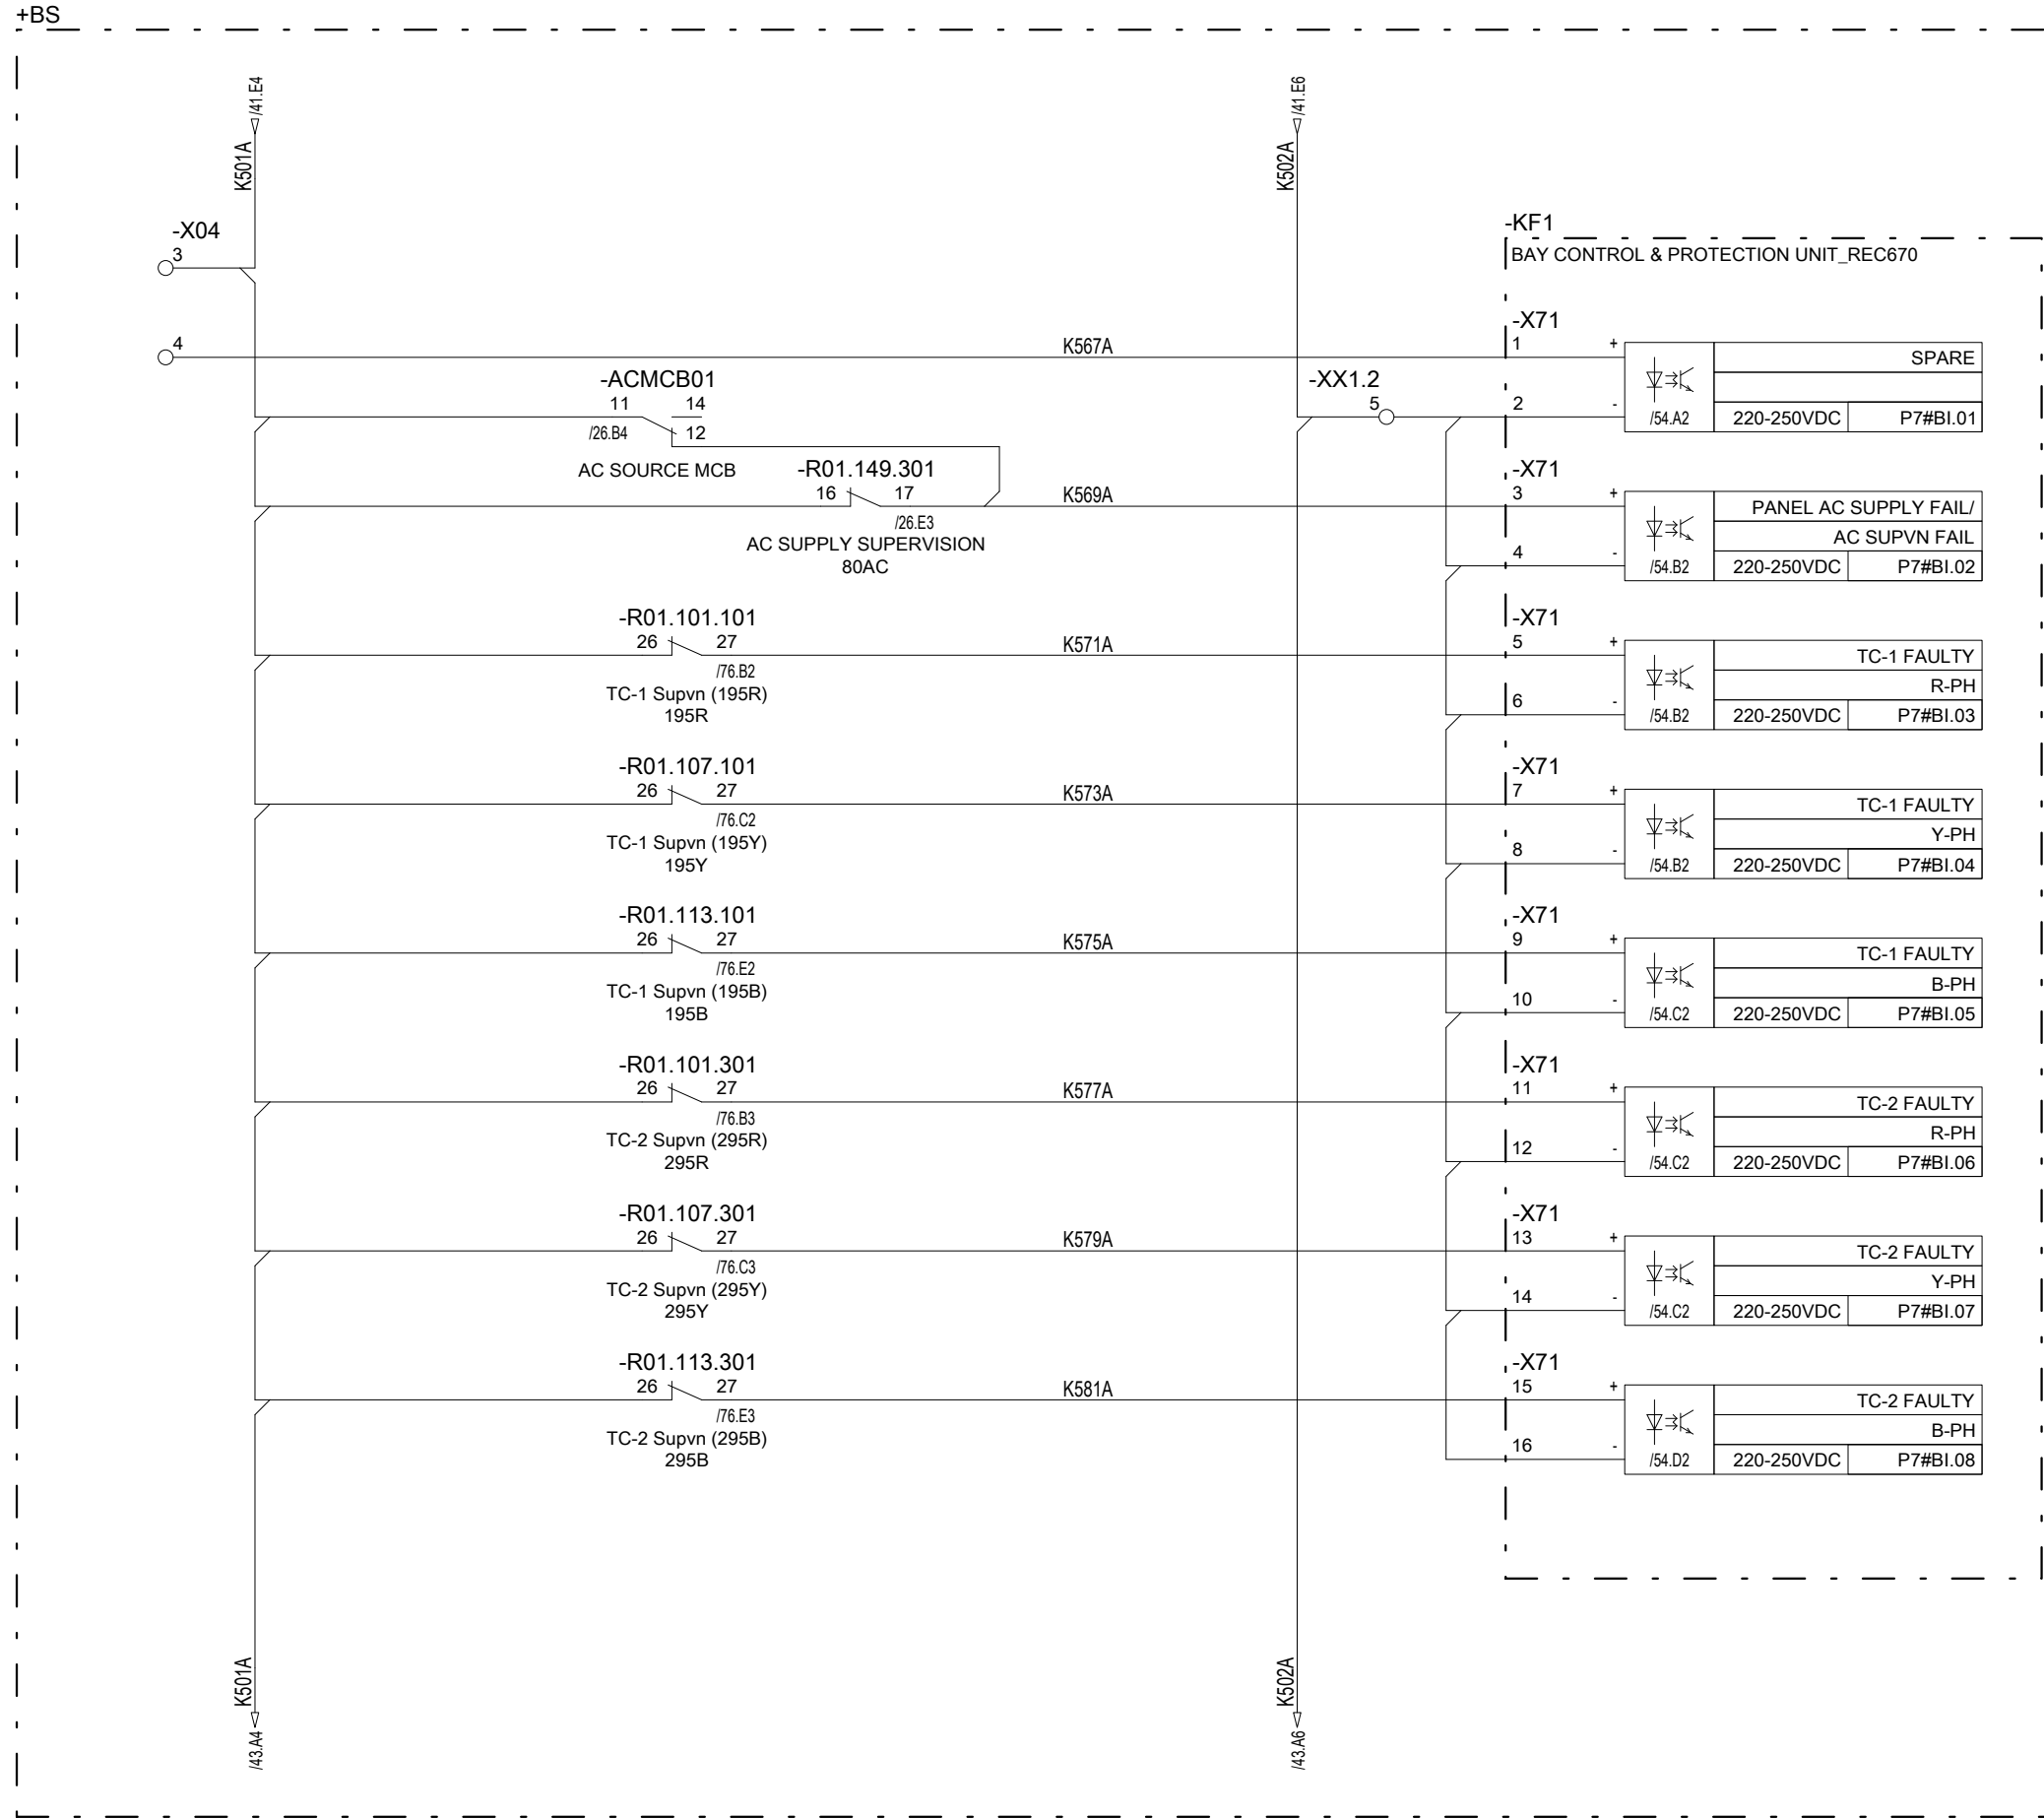 +BS
/41.E4
K501A
/41.E6
K502A
-X04
3
4
K567A
-KF1
BAY CONTROL & PROTECTION UNIT_REC670
-X71
1
+
SPARE
-XX1.2
5
2
-
/54.A2
220-250VDC
P7#BI.01
-ACMCB01
11
14
/26.B4
12
AC SOURCE MCB
-R01.149.301
16
17
K569A
/26.E3
AC SUPPLY SUPERVISION
80AC
-X71
3
+
PANEL AC SUPPLY FAIL/
AC SUPVN FAIL
4
-
/54.B2
220-250VDC
P7#BI.02
-R01.101.101
26
27
K571A
/76.B2
TC-1 Supvn (195R)
195R
-X71
5
+
TC-1 FAULTY
R-PH
6
-
/54.B2
220-250VDC
P7#BI.03
-R01.107.101
26
27
K573A
/76.C2
TC-1 Supvn (195Y)
195Y
-X71
7
+
TC-1 FAULTY
Y-PH
8
-
/54.B2
220-250VDC
P7#BI.04
-R01.113.101
26
27
K575A
/76.E2
TC-1 Supvn (195B)
195B
-X71
9
+
TC-1 FAULTY
B-PH
10
-
/54.C2
220-250VDC
P7#BI.05
-R01.101.301
26
27
K577A
/76.B3
TC-2 Supvn (295R)
295R
-X71
11
+
TC-2 FAULTY
R-PH
12
-
/54.C2
220-250VDC
P7#BI.06
-R01.107.301
26
27
K579A
/76.C3
TC-2 Supvn (295Y)
295Y
-X71
13
+
TC-2 FAULTY
Y-PH
14
-
/54.C2
220-250VDC
P7#BI.07
-R01.113.301
26
27
K581A
/76.E3
TC-2 Supvn (295B)
295B
-X71
15
+
TC-2 FAULTY
B-PH
16
-
/54.D2
220-250VDC
P7#BI.08
K501A
/43.A4
K502A
/43.A6